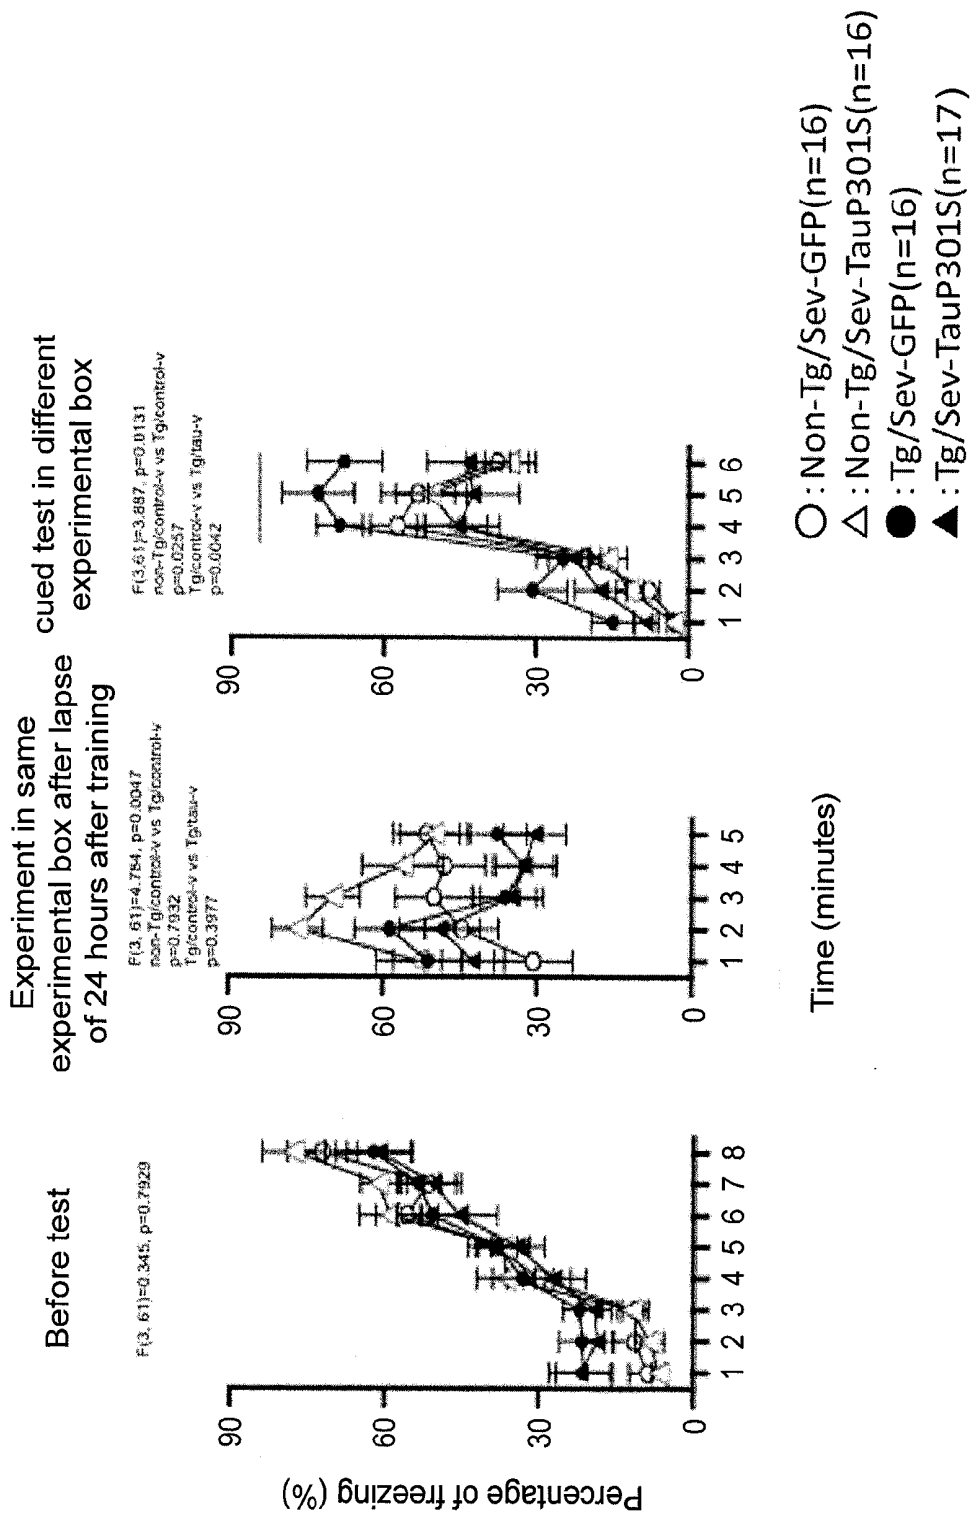 Before test
F(3, 61)=0.345, p=0.7929
Percentage of freezing (%)
90
60
30
0
1 2 3 4 5 6 7 8
Experiment in same
experimental box after lapse
of 24 hours after training
F(3, 61)=4.784, p=0.0047
non-Tg/control-v vs Tg/control-v
p=0.7932
Tg/control-v vs Tg/tau-v
p=0.3977
90
60
30
0
1 2 3 4 5
Time (minutes)
cued test in different
experimental box
F(3,61)=3.887, p=0.0131
non-Tg/control-v vs Tg/control-v
p=0.0257
Tg/control-v vs Tg/tau-v
p=0.0042
90
60
30
0
1 2 3 4 5 6
○ : Non-Tg/Sev-GFP(n=16)
△ : Non-Tg/Sev-TauP301S(n=16)
● : Tg/Sev-GFP(n=16)
▲ : Tg/Sev-TauP301S(n=17)